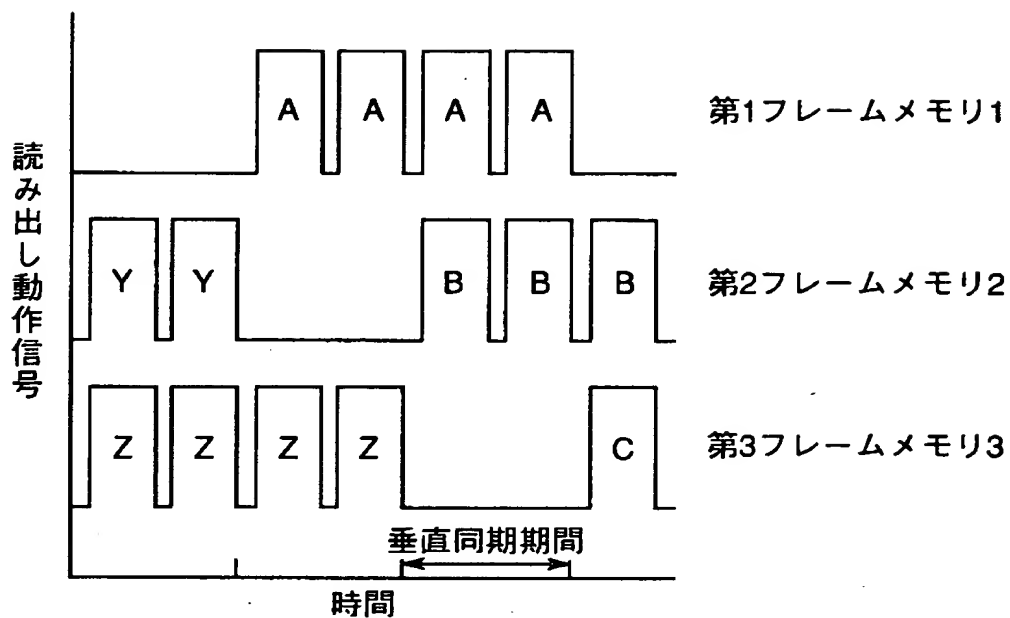 読み出し動作信号
A A A A 第1フレームメモリ1
Y Y B B B 第2フレームメモリ2
Z Z Z Z C 第3フレームメモリ3
垂直同期期間
時間